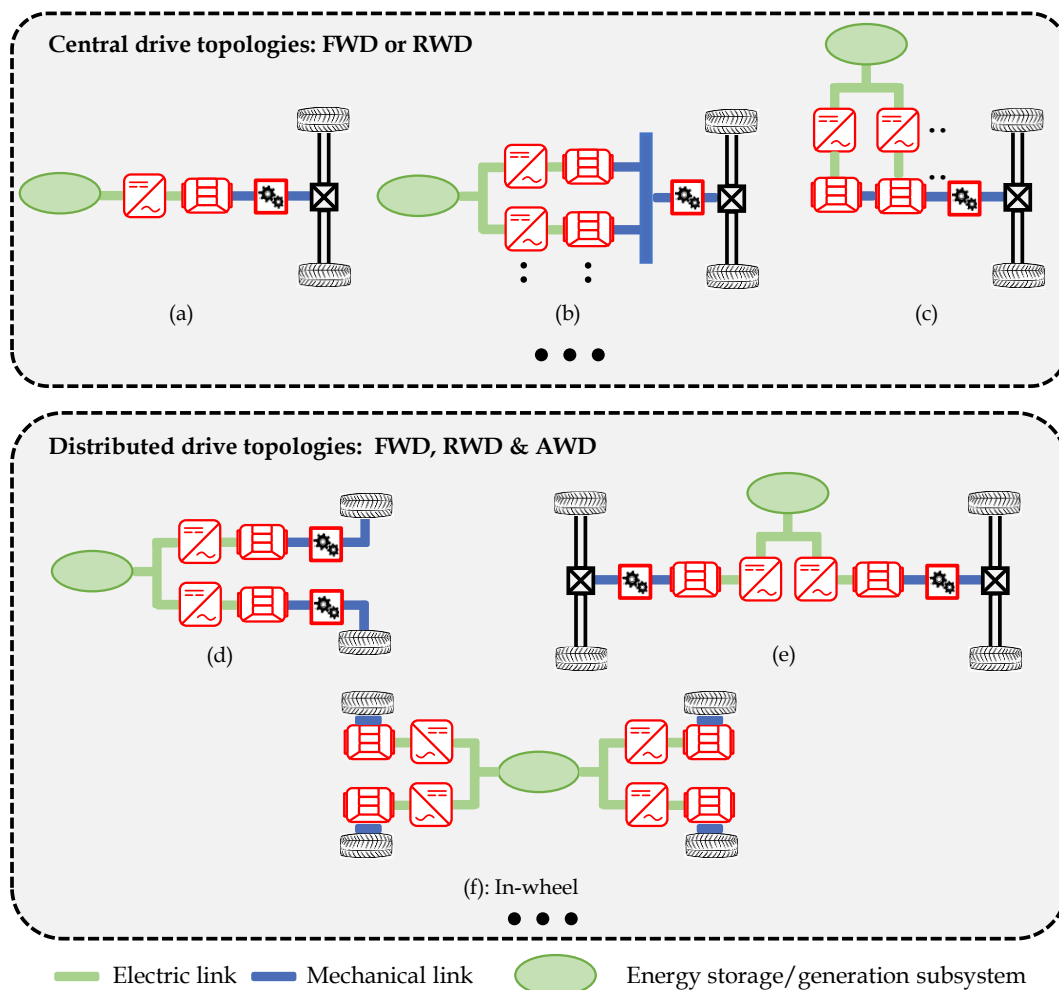 Central drive topologies: FWD or RWD
(a)
(b)
(c)
Distributed drive topologies: FWD, RWD & AWD
(d)
(e)
(f): In-wheel
Electric link
Mechanical link
Energy storage/generation subsystem